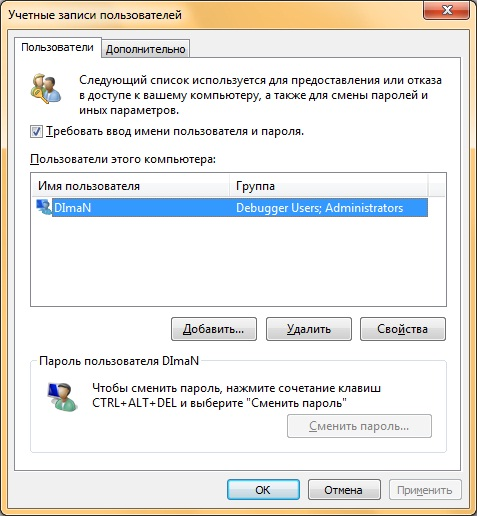 Учетные записи пользователей
Пользователи Дополнительно
Следующий список используется для предоставления или отказа
в доступе к вашему компьютеру, а также для смены паролей и
иных параметров.
Требовать ввод имени пользователя и пароля.
Пользователи этого компьютера:
Имя пользователя Группа
DImaN Debugger Users; Administrators
Добавить... Удалить Свойства
Пароль пользователя DImaN
Чтобы сменить пароль, нажмите сочетание клавиш
CTRL+ALT+DEL и выберите "Сменить пароль"
Сменить пароль...
ОК Отмена Применить